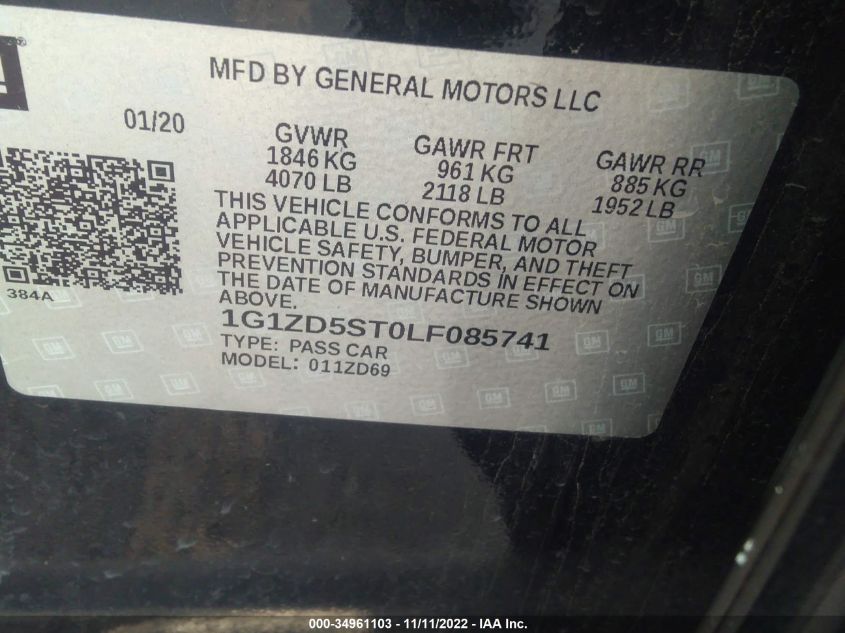 MFD BY GENERAL MOTORS LLC
01/20
GVWR
1846 KG
4070 LB
GAWR FRT
961 KG
2118 LB
GAWR RR
885 KG
1952 LB
THIS VEHICLE CONFORMS TO ALL
APPLICABLE U.S. FEDERAL MOTOR
VEHICLE SAFETY, BUMPER, AND THEFT
PREVENTION STANDARDS IN EFFECT ON
THE DATE OF MANUFACTURE SHOWN
ABOVE.
384A
1G1ZD5ST0LF085741
TYPE: PASS CAR
MODEL: 011ZD69
000-34961103 - 11/11/2022 - IAA Inc.